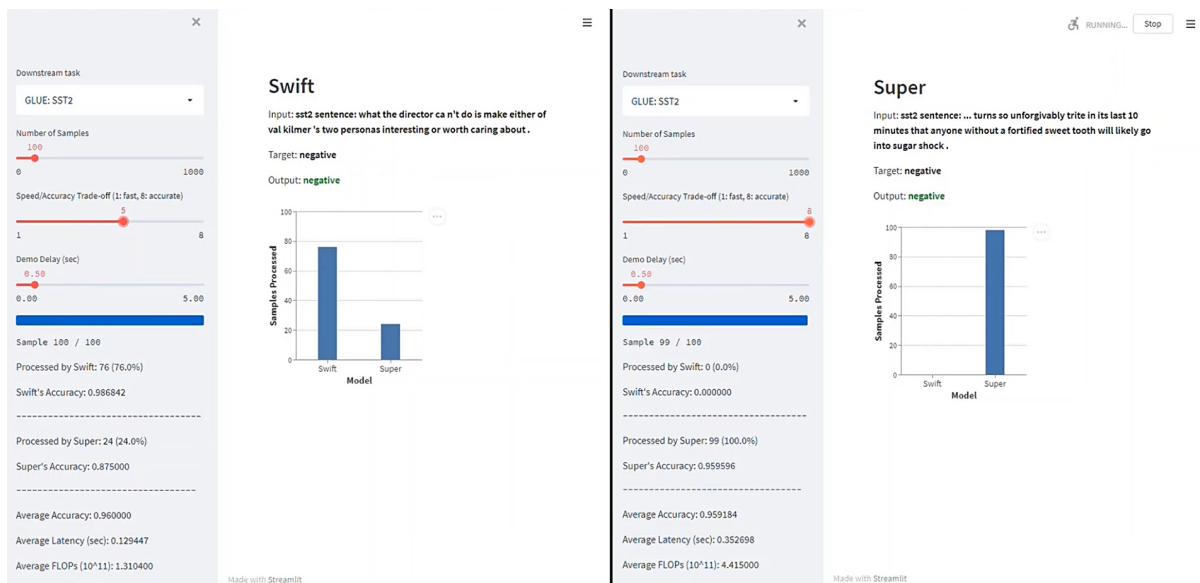 ×
Downstream task
GLUE: SST2
Number of Samples
100
0 1000
Speed/Accuracy Trade-off (1: fast, 8: accurate)
5
1 8
Demo Delay (sec)
0.50
0.00 5.00
Sample 100 / 100
Processed by Swift: 76 (76.0%)
Swift's Accuracy: 0.986842
-------------------------------------
Processed by Super: 24 (24.0%)
Super's Accuracy: 0.875000
------------------------------------
Average Accuracy: 0.960000
Average Latency (sec): 0.129447
Average FLOPs (10^11): 1.310400
Swift
Input: sst2 sentence: what the director ca n't do is make either of
val kilmer 's two personas interesting or worth caring about .
Target: negative
Output: negative
100
80
60
40
20
0
Samples Processed
Swift Super
Model
Made with Streamlit
×
Downstream task
GLUE: SST2
Number of Samples
100
0 1000
Speed/Accuracy Trade-off (1: fast, 8: accurate)
8
1 8
Demo Delay (sec)
0.50
0.00 5.00
Sample 99 / 100
Processed by Swift: 0 (0.0%)
Swift's Accuracy: 0.000000
-------------------------------------
Processed by Super: 99 (100.0%)
Super's Accuracy: 0.959596
------------------------------------
Average Accuracy: 0.959184
Average Latency (sec): 0.352698
Average FLOPs (10^11): 4.415000
RUNNING... Stop
Super
Input: sst2 sentence: ... turns so unforgivably trite in its last 10
minutes that anyone without a fortified sweet tooth will likely go
into sugar shock .
Target: negative
Output: negative
100
80
60
40
20
0
Samples Processed
Swift Super
Model
Made with Streamlit